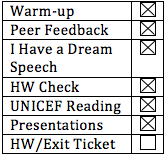 Warm-up ☒
Peer Feedback ☒
I Have a Dream ☒
Speech
HW Check ☒
UNICEF Reading ☒
Presentations ☒
HW/Exit Ticket ☐